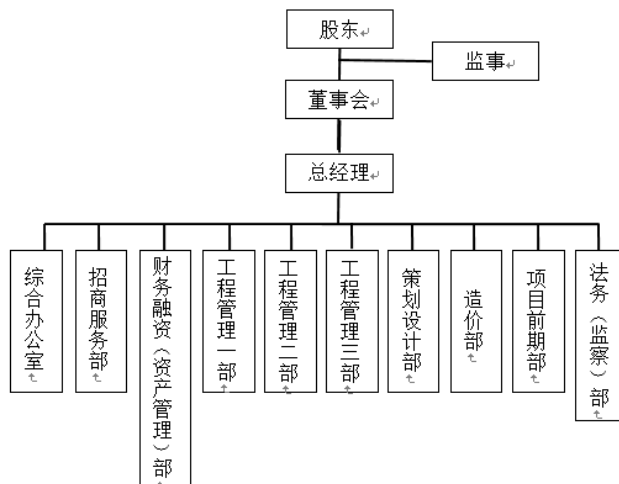 股东
监事
董事会
总经理
综合办公室
招商服务部
财务融资（资产管理）部
工程管理一部
工程管理二部
工程管理三部
策划设计部
造价部
项目前期部
法务（监察）部